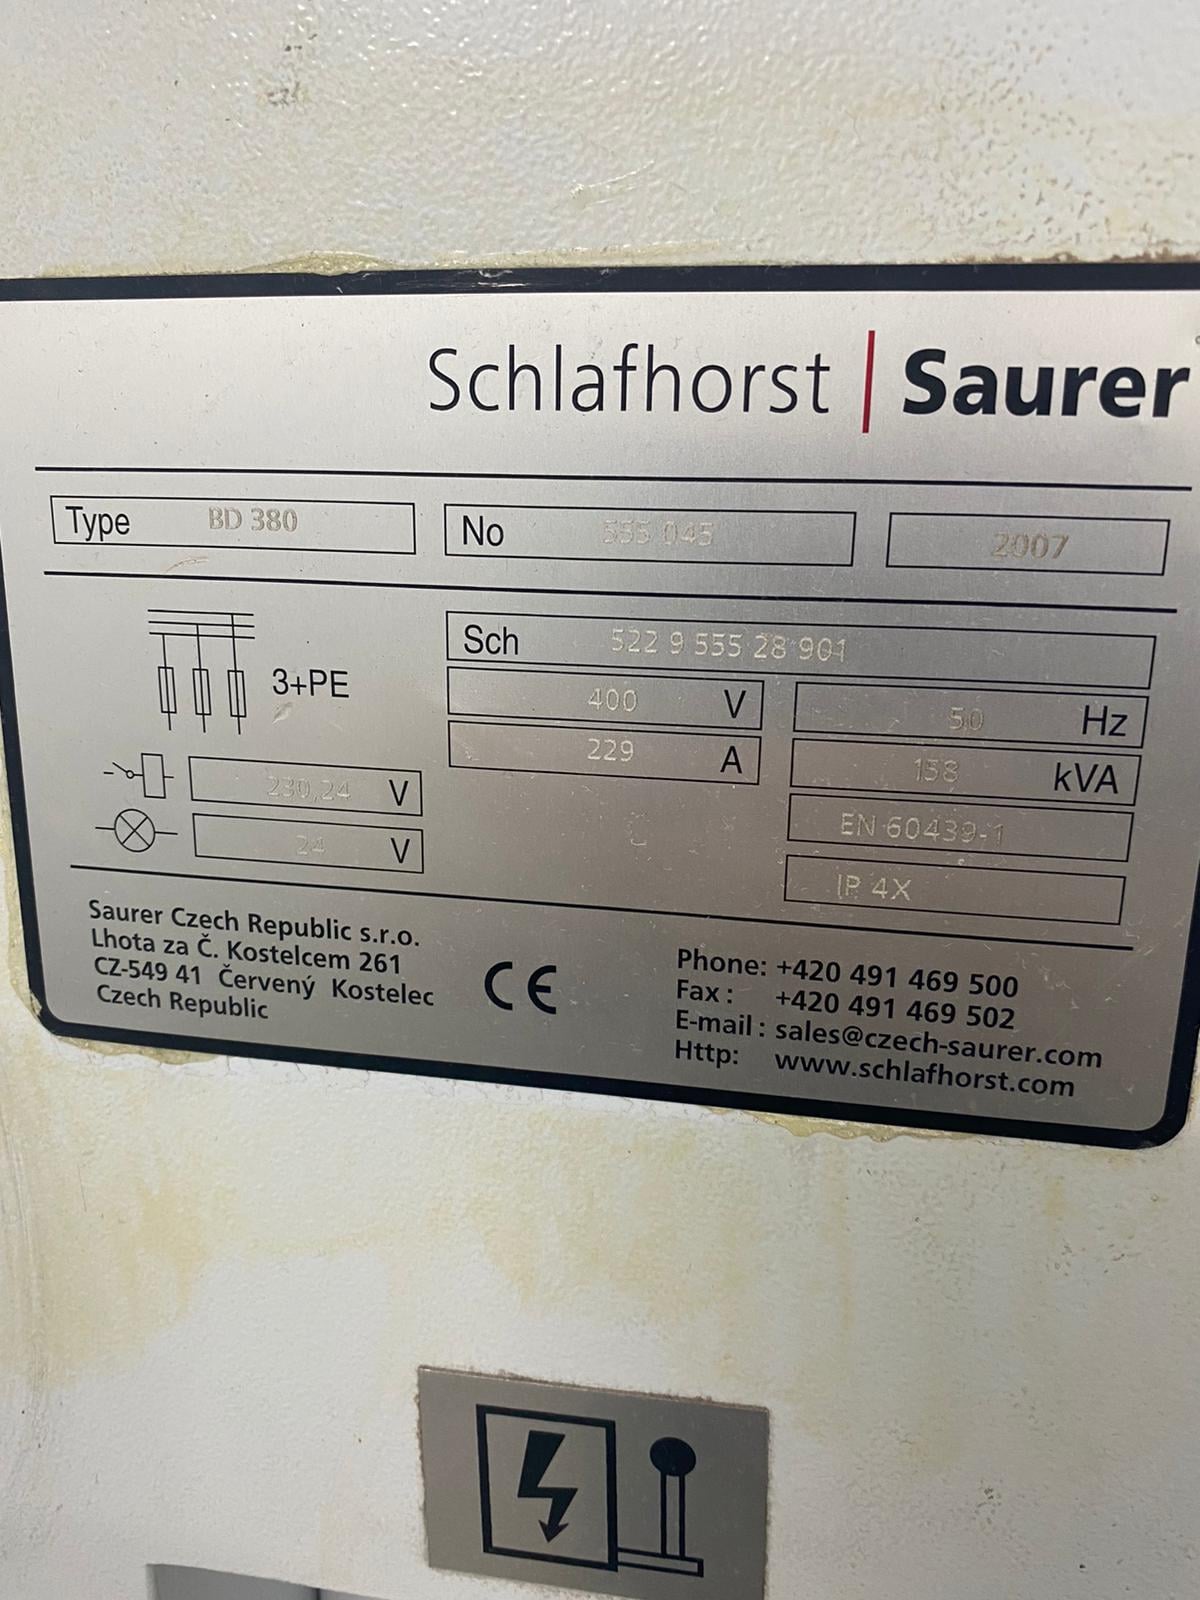 Schlafhorst | Saurer
Type BD 380 No 555 045 2007
Sch 522 9 555 28 901
3+PE
400 V 50 Hz
229 A 158 kVA
230,24 V
24 V
EN 60439-1
IP 4X
Saurer Czech Republic s.r.o.
Lhota za Č. Kostelcem 261
CZ-549 41 Červený Kostelec
Czech Republic
CE
Phone: +420 491 469 500
Fax: +420 491 469 502
E-mail: sales@czech-saurer.com
Http: www.schlafhorst.com